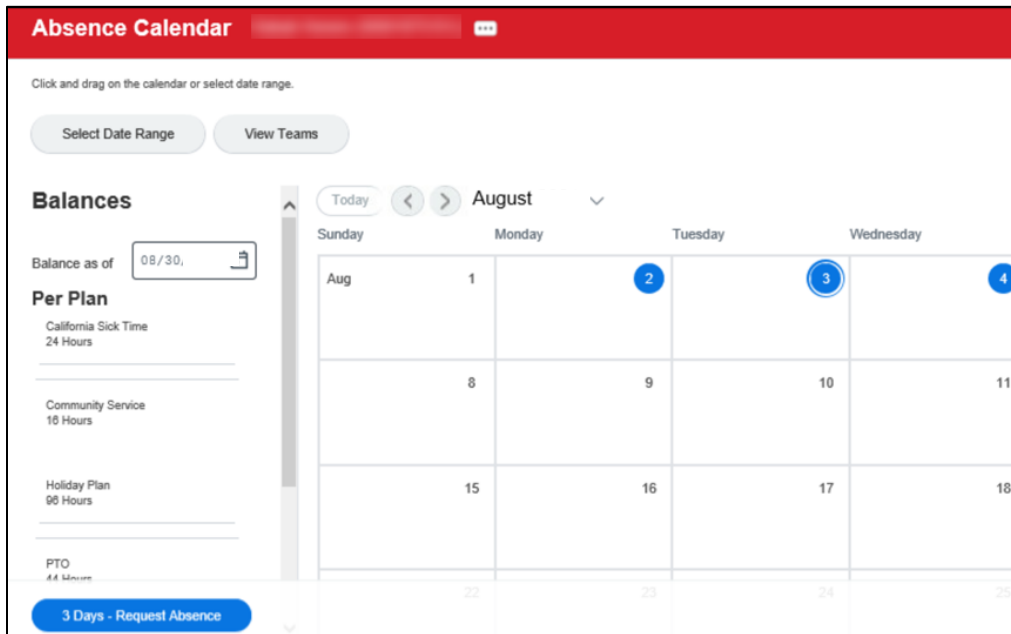 Absence Calendar
Click and drag on the calendar or select date range.
Select Date Range
View Teams
Balances
Balance as of 08/30,
Per Plan
California Sick Time
24 Hours
Community Service
16 Hours
Holiday Plan
96 Hours
PTO
44 Hours
3 Days - Request Absence
Today
August
Sunday Monday Tuesday Wednesday
Aug 1 2 3 4
8 9 10 11
15 16 17 18
22 23 24 25